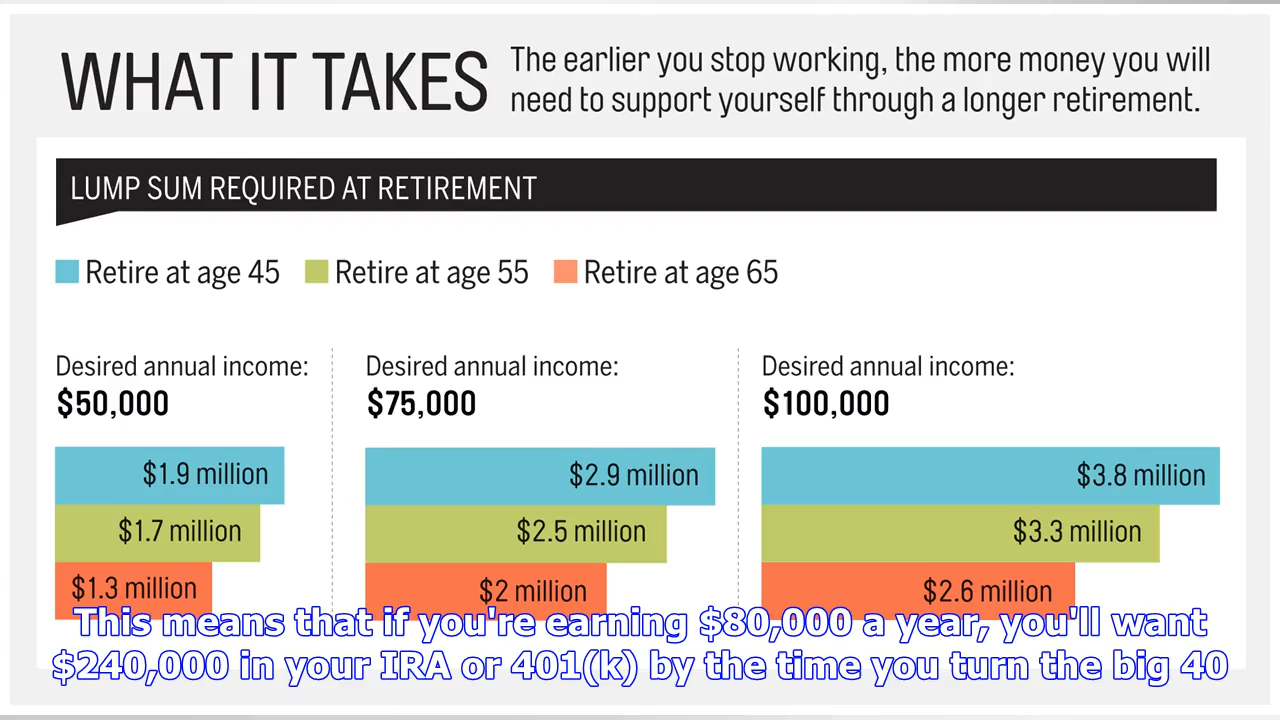 WHAT IT TAKES
The earlier you stop working, the more money you will
need to support yourself through a longer retirement.
LUMP SUM REQUIRED AT RETIREMENT
Retire at age 45 Retire at age 55 Retire at age 65
Desired annual income:
$50,000
$1.9 million
$1.7 million
$1.3 million
Desired annual income:
$75,000
$2.9 million
$2.5 million
$2 million
Desired annual income:
$100,000
$3.8 million
$3.3 million
$2.6 million
This means that if you're earning $80,000 a year, you'll want
$240,000 in your IRA or 401(k) by the time you turn the big 40